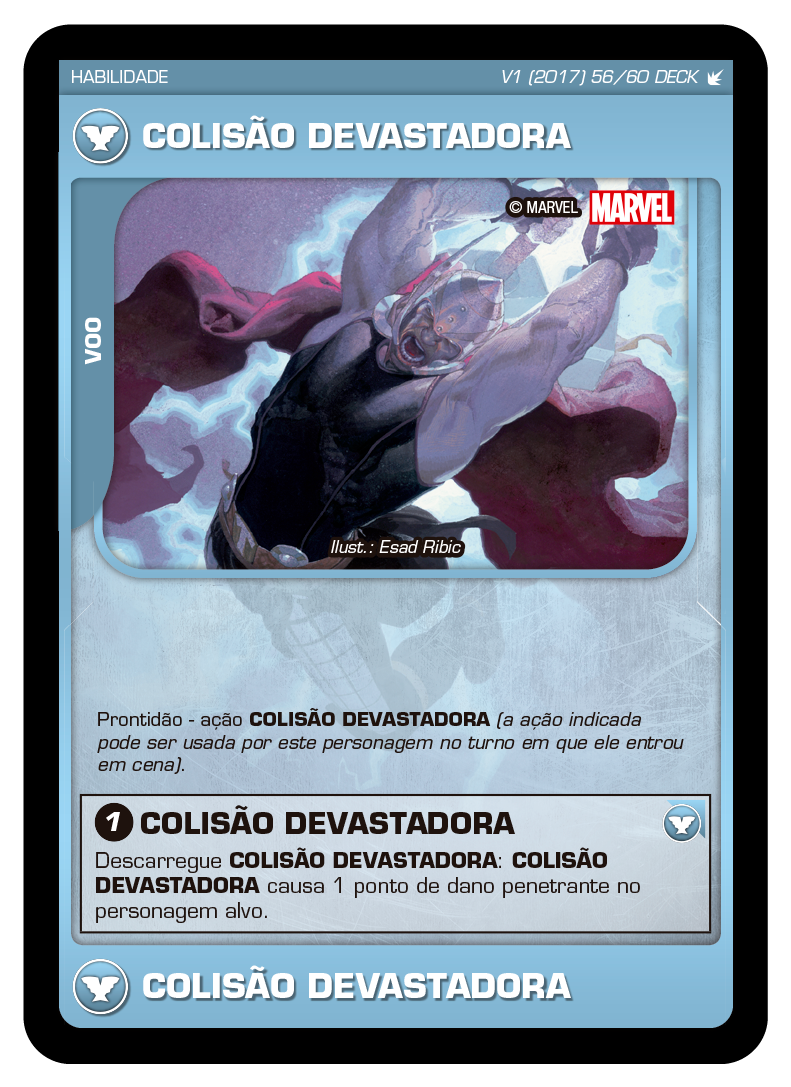 HABILIDADE
V1 (2017) 56/60 DECK
COLISÃO DEVASTADORA
© MARVEL MARVEL
VOO
Ilust.: Esad Ribic
Prontidão - ação COLISÃO DEVASTADORA (a ação indicada
pode ser usada por este personagem no turno em que ele entrou
em cena).
1 COLISÃO DEVASTADORA
Descarregue COLISÃO DEVASTADORA: COLISÃO
DEVASTADORA causa 1 ponto de dano penetrante no
personagem alvo.
COLISÃO DEVASTADORA